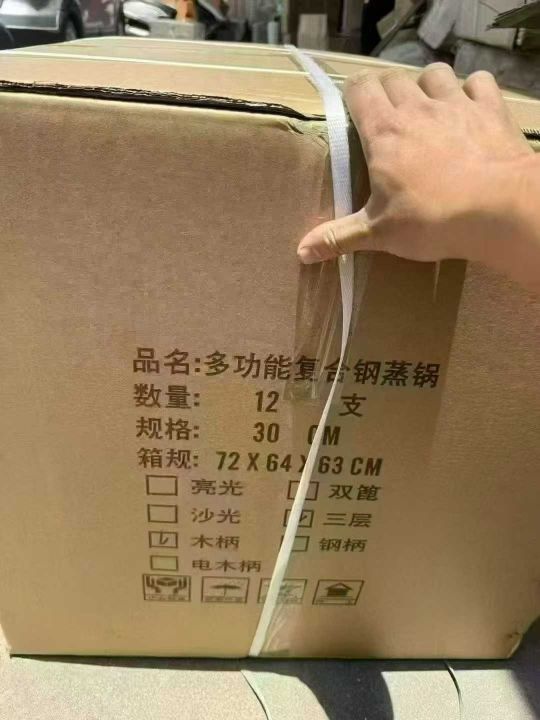 品名:多功能复合钢蒸锅
数量: 12 支
规格: 30 CM
箱规: 72 X 64 X 63 CM
亮光 双篦
沙光 三层
木柄 钢柄
电木柄